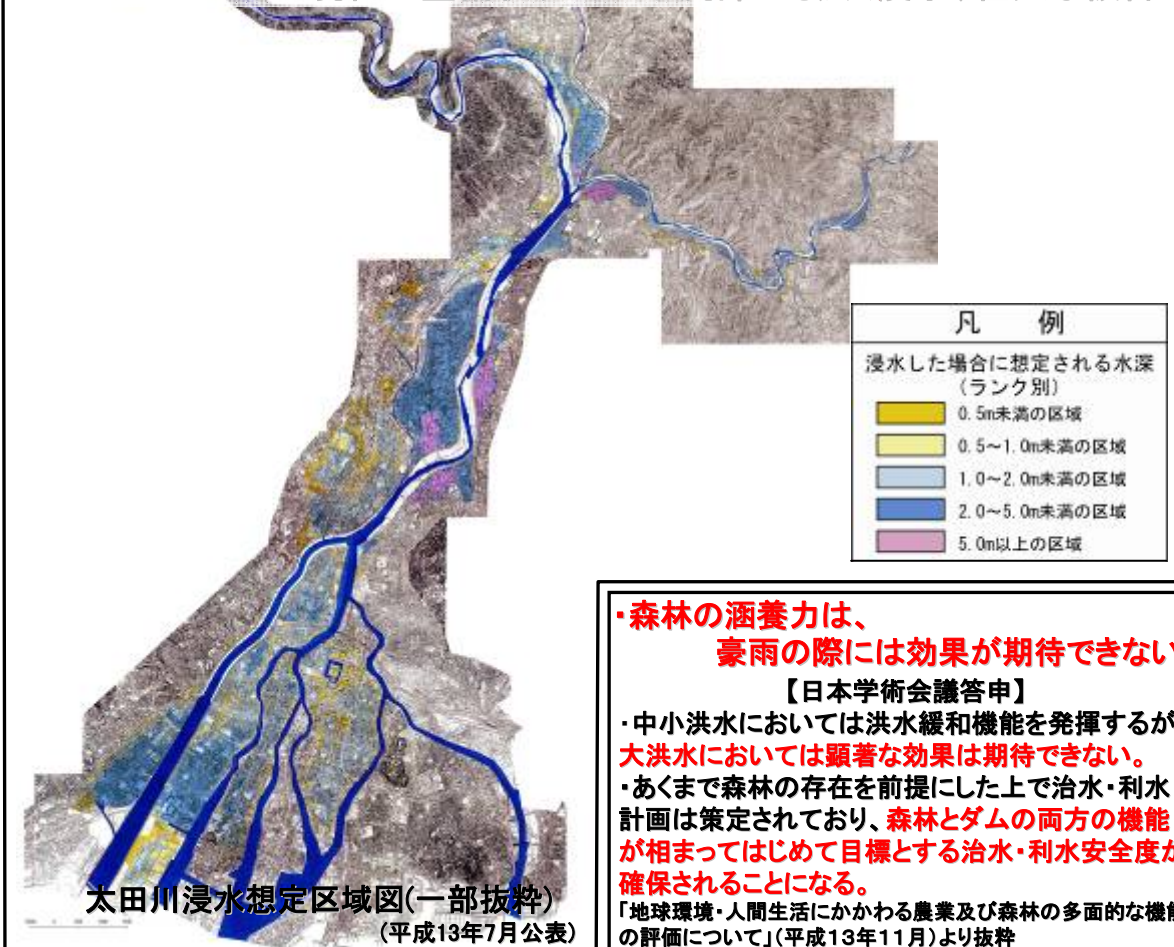 凡 例
浸水した場合に想定される水深
(ランク別)
0.5m未満の区域
0.5~1.0m未満の区域
1.0~2.0m未満の区域
2.0~5.0m未満の区域
5.0m以上の区域
・森林の涵養力は、
豪雨の際には効果が期待できない
【日本学術会議答申】
・中小洪水においては洪水緩和機能を発揮するが
大洪水においては顕著な効果は期待できない。
・あくまで森林の存在を前提にした上で治水・利水
計画は策定されており、森林とダムの両方の機能
が相まってはじめて目標とする治水・利水安全度が
確保されることになる。
「地球環境・人間生活にかかわる農業及び森林の多面的な機能
の評価について」(平成13年11月)より抜粋
太田川浸水想定区域図(一部抜粋)
(平成13年7月公表)